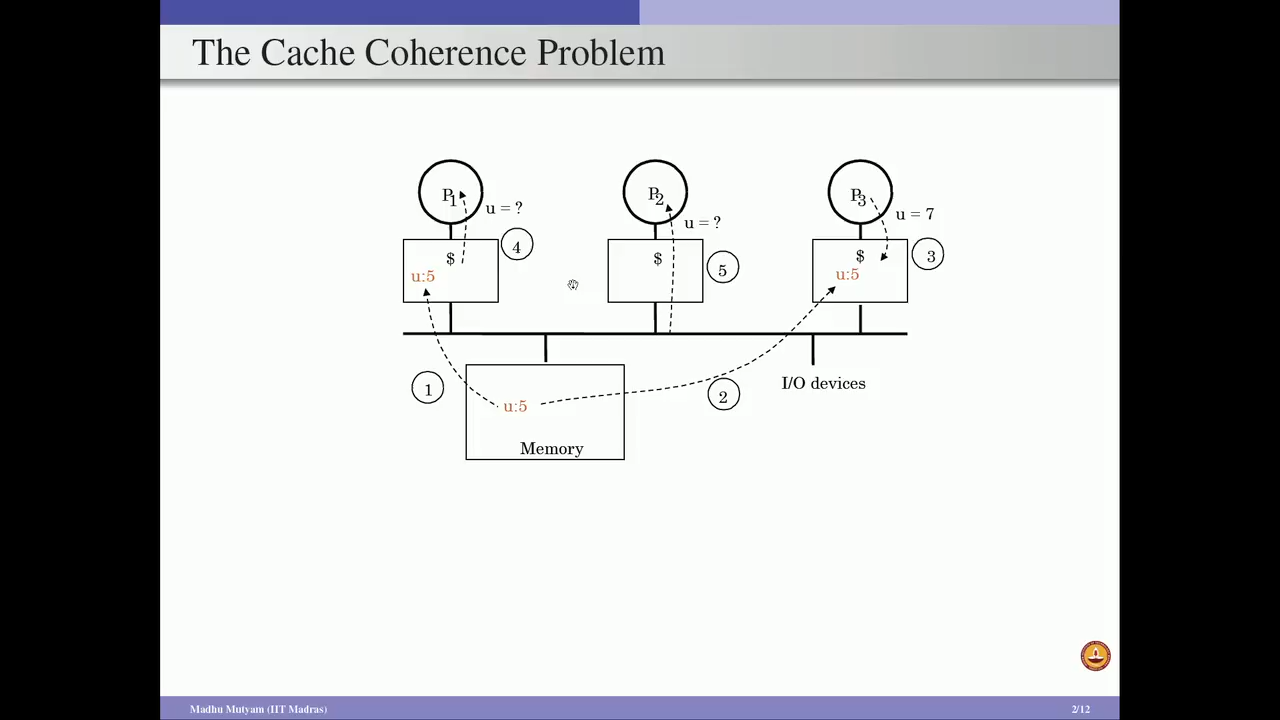 The Cache Coherence Problem
P1
P2
P3
u = ?
u = ?
u = 7
4
5
3
$
$
$
u:5
u:5
1
2
I/O devices
u:5
Memory
Madhu Mutyam (IIT Madras)
2/12